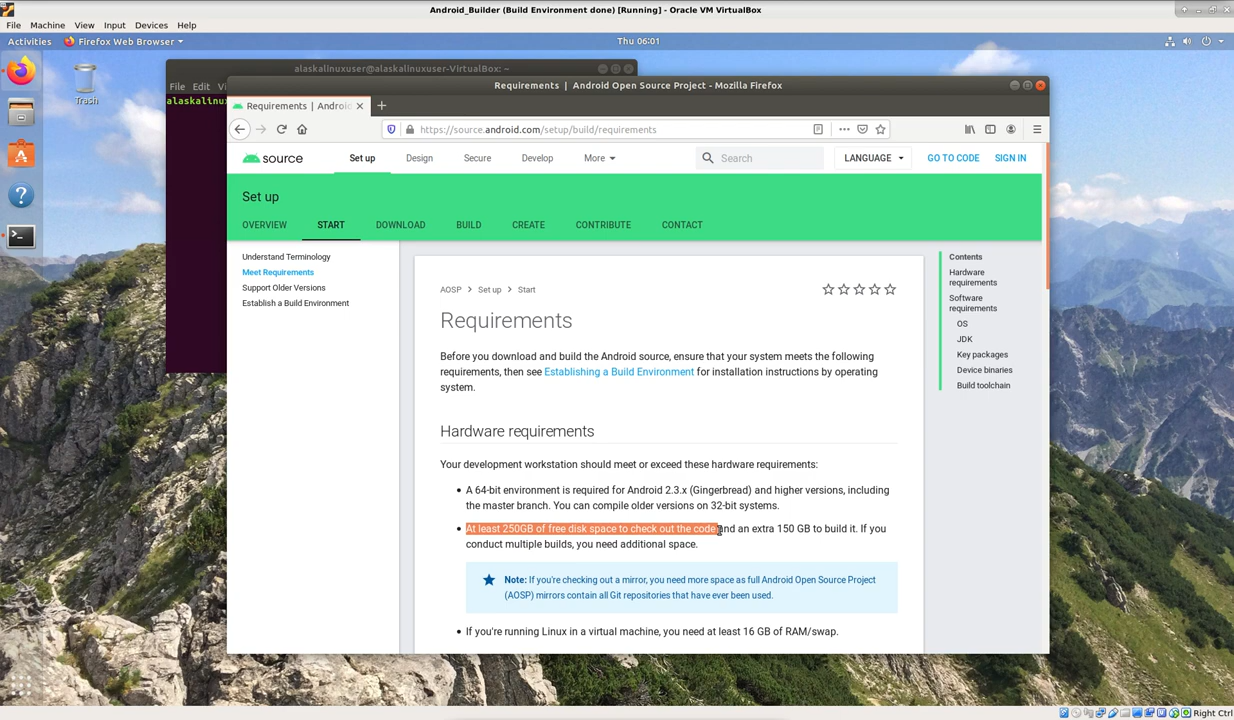 Android_Builder (Build Environment done) [Running] - Oracle VM VirtualBox
File Machine View Input Devices Help
Activities Firefox Web Browser Thu 06:01
Trash
alaskalinuxuser@alaskalinuxuser-VirtualBox: ~
File Edit Vi
alaskalinux
Requirements | Android Open Source Project - Mozilla Firefox
Requirements | Androi
https://source.android.com/setup/build/requirements
source Set up Design Secure Develop More Search LANGUAGE GO TO CODE SIGN IN
Set up
OVERVIEW START DOWNLOAD BUILD CREATE CONTRIBUTE CONTACT
Understand Terminology
Meet Requirements
Support Older Versions
Establish a Build Environment
AOSP > Set up > Start
Requirements
Before you download and build the Android source, ensure that your system meets the following
requirements, then see Establishing a Build Environment for installation instructions by operating
system.
Hardware requirements
Your development workstation should meet or exceed these hardware requirements:
• A 64-bit environment is required for Android 2.3.x (Gingerbread) and higher versions, including
the master branch. You can compile older versions on 32-bit systems.
• At least 250GB of free disk space to check out the code and an extra 150 GB to build it. If you
conduct multiple builds, you need additional space.
Note: If you're checking out a mirror, you need more space as full Android Open Source Project
(AOSP) mirrors contain all Git repositories that have ever been used.
• If you're running Linux in a virtual machine, you need at least 16 GB of RAM/swap.
Contents
Hardware
requirements
Software
requirements
OS
JDK
Key packages
Device binaries
Build toolchain
Right Ctrl